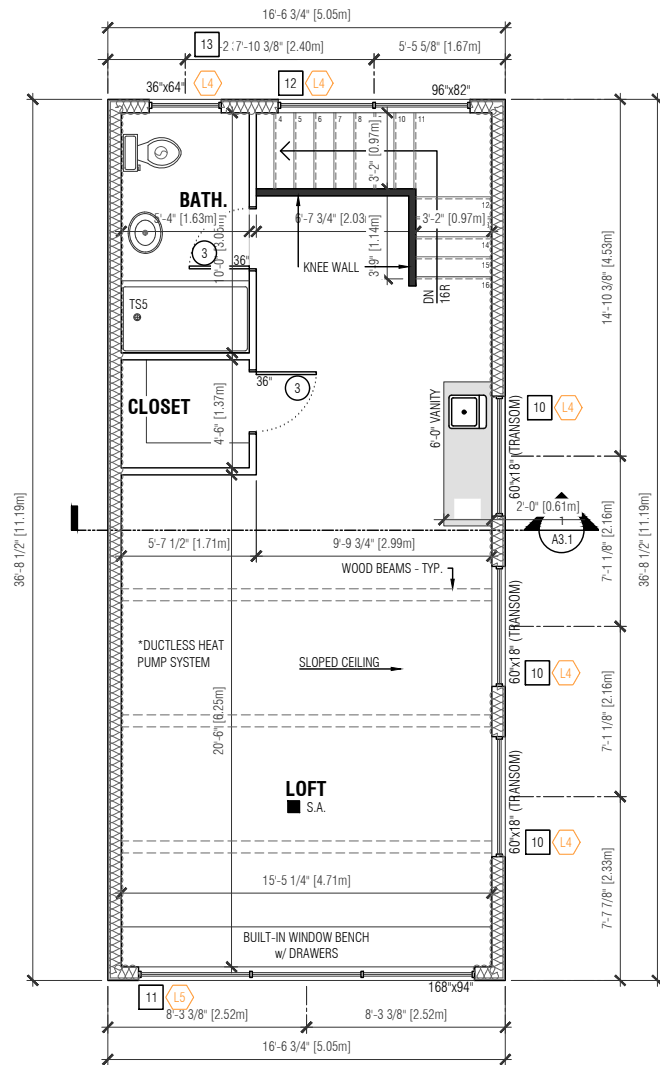 16'-6 3/4" [5.05m]
7'-10 3/8" [2.40m]
5'-5 5/8" [1.67m]
13
36"x64"
L4
12
L4
96"x82"
4
5
6
7
8
10
11
3'-2" [0.97m]
BATH.
5'-4" [1.63m]
6'-7 3/4" [2.03m]
3'-2" [0.97m]
12
14
15
16
10'-0" [3.05m]
3
36"
KNEE WALL
3'-9" [1.14m]
DN
16R
TS5
14'-10 3/8" [4.53m]
36"
3
CLOSET
4'-6" [1.37m]
6'-0" VANITY
60"x18" (TRANSOM)
10
L4
2'-0" [0.61m]
1
A3.1
36'-8 1/2" [11.19m]
36'-8 1/2" [11.19m]
5'-7 1/2" [1.71m]
9'-9 3/4" [2.99m]
7'-1 1/8" [2.16m]
WOOD BEAMS - TYP.
*DUCTLESS HEAT
PUMP SYSTEM
SLOPED CEILING
60"x18" (TRANSOM)
10
L4
20'-6" [6.25m]
7'-1 1/8" [2.16m]
LOFT
S.A.
60"x18" (TRANSOM)
10
L4
15'-5 1/4" [4.71m]
7'-7 7/8" [2.33m]
BUILT-IN WINDOW BENCH
w/ DRAWERS
168"x94"
11
L5
8'-3 3/8" [2.52m]
8'-3 3/8" [2.52m]
16'-6 3/4" [5.05m]